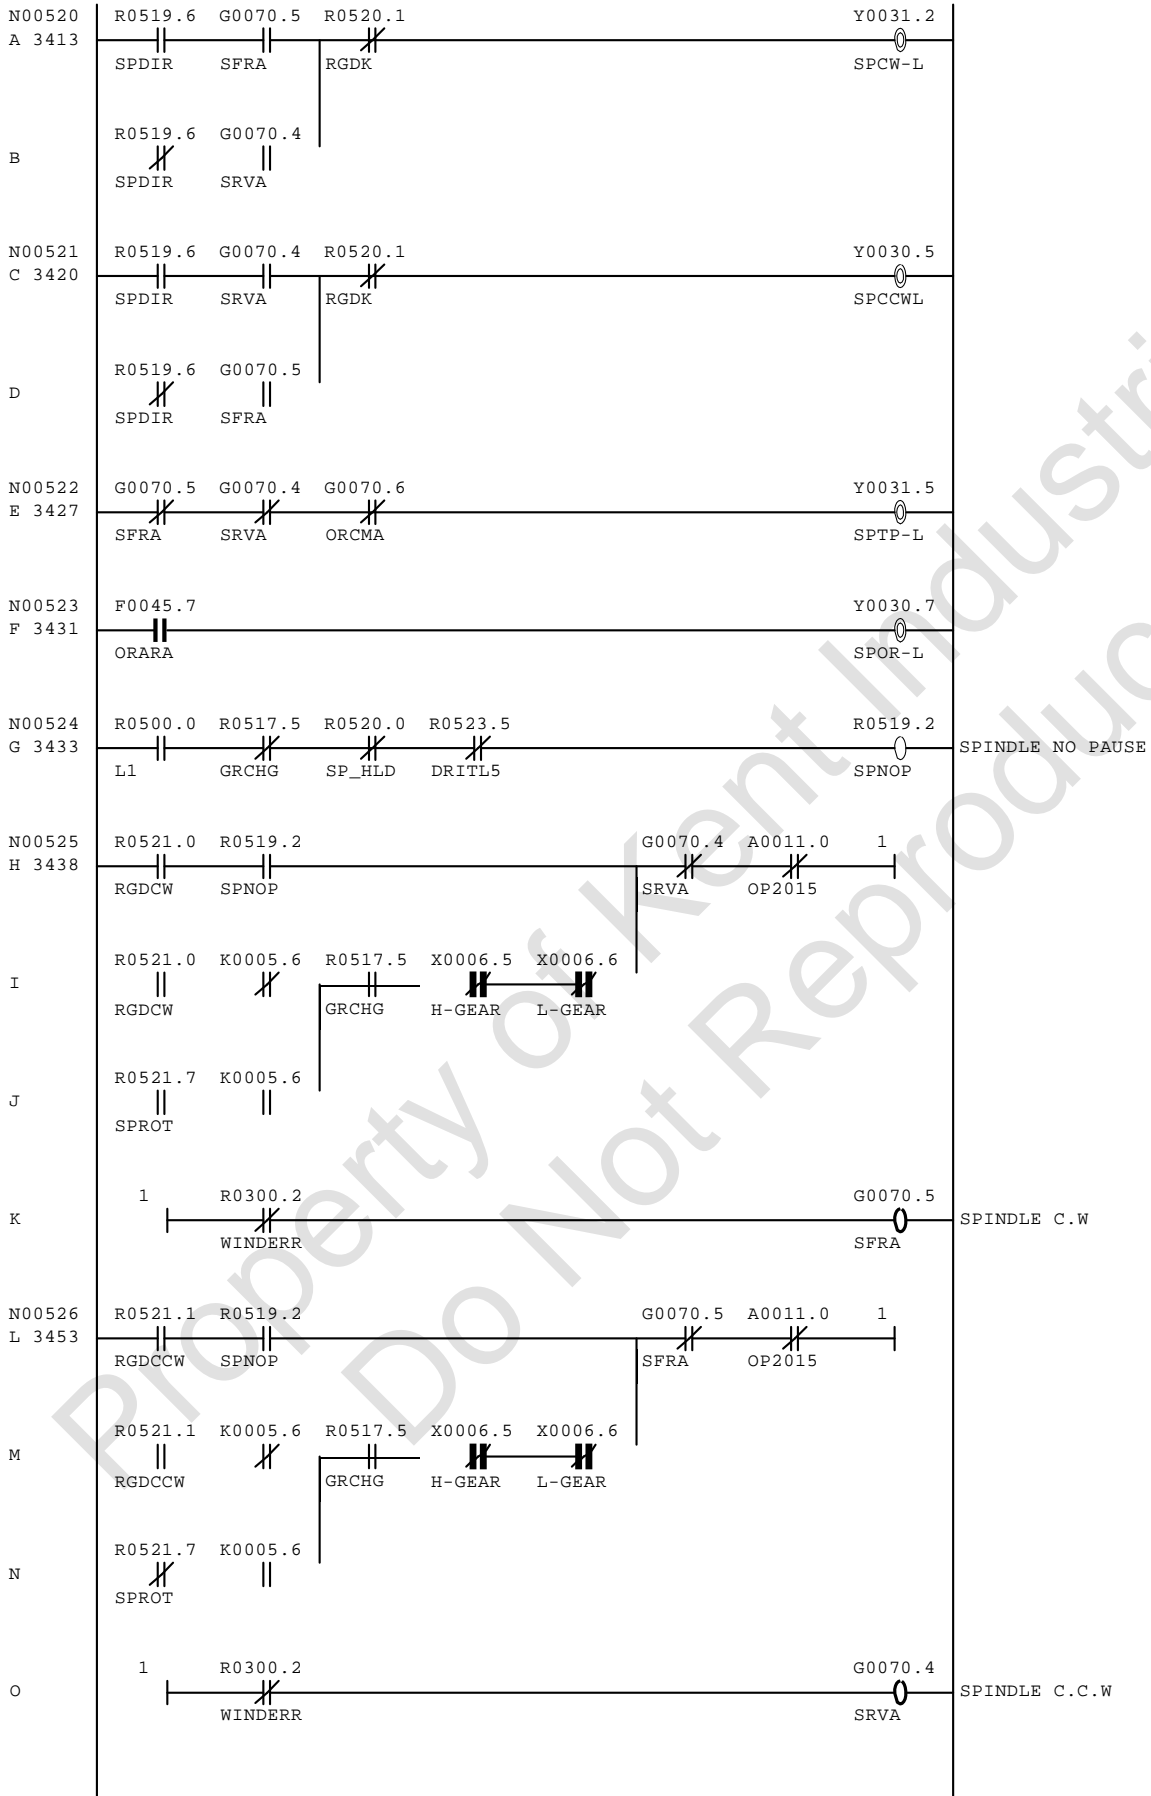 N00520 R0519.6 G0070.5 R0520.1 Y0031.2
A 3413
SPDIR SFRA RGDK SPCW-L
R0519.6 G0070.4
B
SPDIR SRVA
N00521 R0519.6 G0070.4 R0520.1 Y0030.5
C 3420
SPDIR SRVA RGDK SPCCWL
R0519.6 G0070.5
D
SPDIR SFRA
N00522 G0070.5 G0070.4 G0070.6 Y0031.5
E 3427
SFRA SRVA ORCMA SPTP-L
N00523 F0045.7 Y0030.7
F 3431
ORARA SPOR-L
N00524 R0500.0 R0517.5 R0520.0 R0523.5 R0519.2
G 3433 SPINDLE NO PAUSE
L1 GRCHG SP_HLD DRITL5 SPNOP
N00525 R0521.0 R0519.2 G0070.4 A0011.0 1
H 3438
RGDCW SPNOP SRVA OP2015
R0521.0 K0005.6 R0517.5 X0006.5 X0006.6
I
RGDCW GRCHG H-GEAR L-GEAR
R0521.7 K0005.6
J
SPROT
1 R0300.2 G0070.5
K SPINDLE C.W
WINDERR SFRA
N00526 R0521.1 R0519.2 G0070.5 A0011.0 1
L 3453
RGDCCW SPNOP SFRA OP2015
R0521.1 K0005.6 R0517.5 X0006.5 X0006.6
M
RGDCCW GRCHG H-GEAR L-GEAR
R0521.7 K0005.6
N
SPROT
1 R0300.2 G0070.4
O SPINDLE C.C.W
WINDERR SRVA
Property of Kent
Do Not